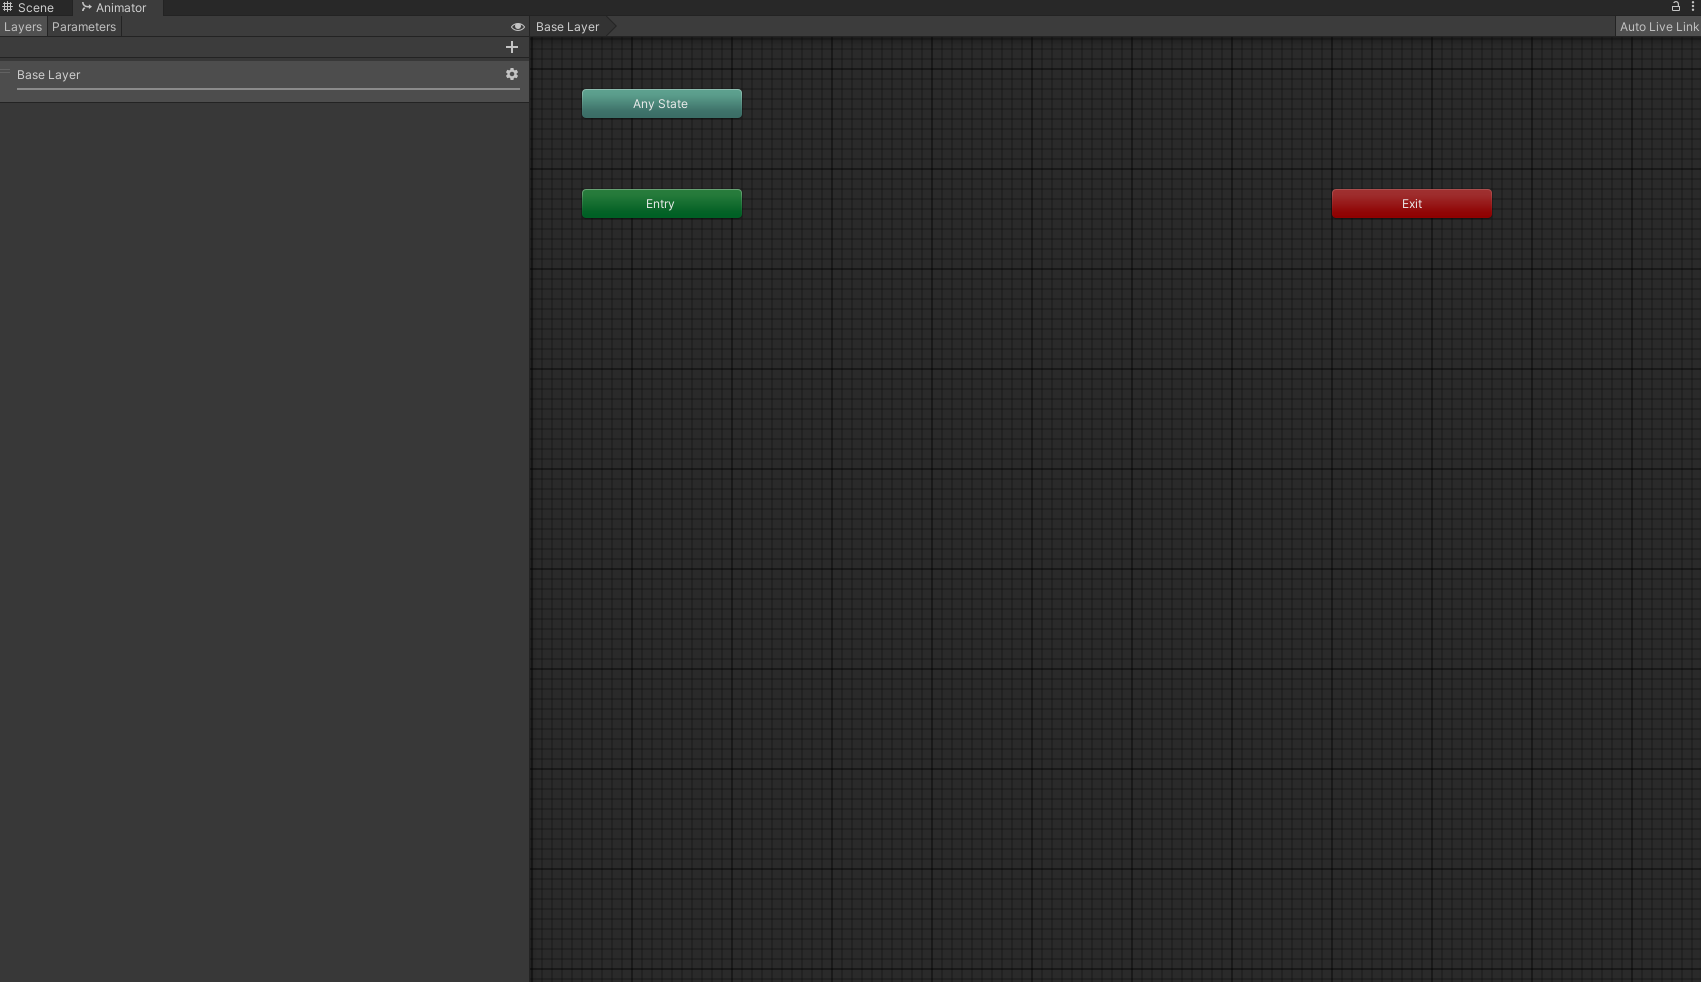 Scene
Animator
Layers
Parameters
Base Layer
Auto Live Link
Base Layer
Any State
Entry
Exit